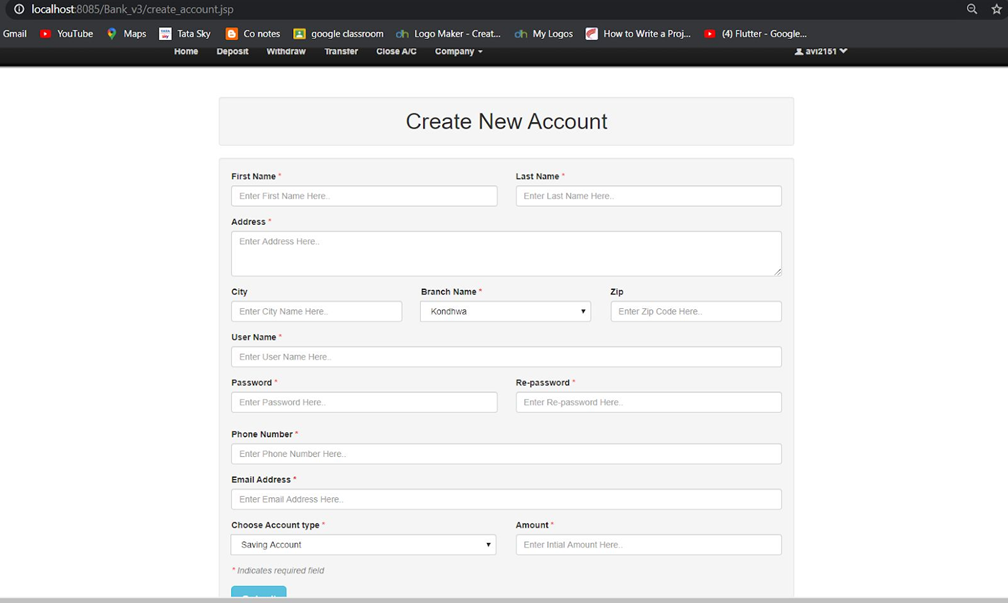 localhost:8085/Bank_v3/create_account.jsp
Gmail YouTube Maps Tata Sky Co notes google classroom Logo Maker - Creat... My Logos How to Write a Proj... (4) Flutter - Google...
Home Deposit Withdraw Transfer Close A/C Company avi2151
Create New Account
First Name * Last Name *
Enter First Name Here.. Enter Last Name Here..
Address *
Enter Address Here..
City Branch Name * Zip
Enter City Name Here.. Kondhwa Enter Zip Code Here..
User Name *
Enter User Name Here..
Password * Re-password *
Enter Password Here.. Enter Re-password Here..
Phone Number *
Enter Phone Number Here..
Email Address *
Enter Email Address Here..
Choose Account type * Amount *
Saving Account Enter Intial Amount Here..
* Indicates required field